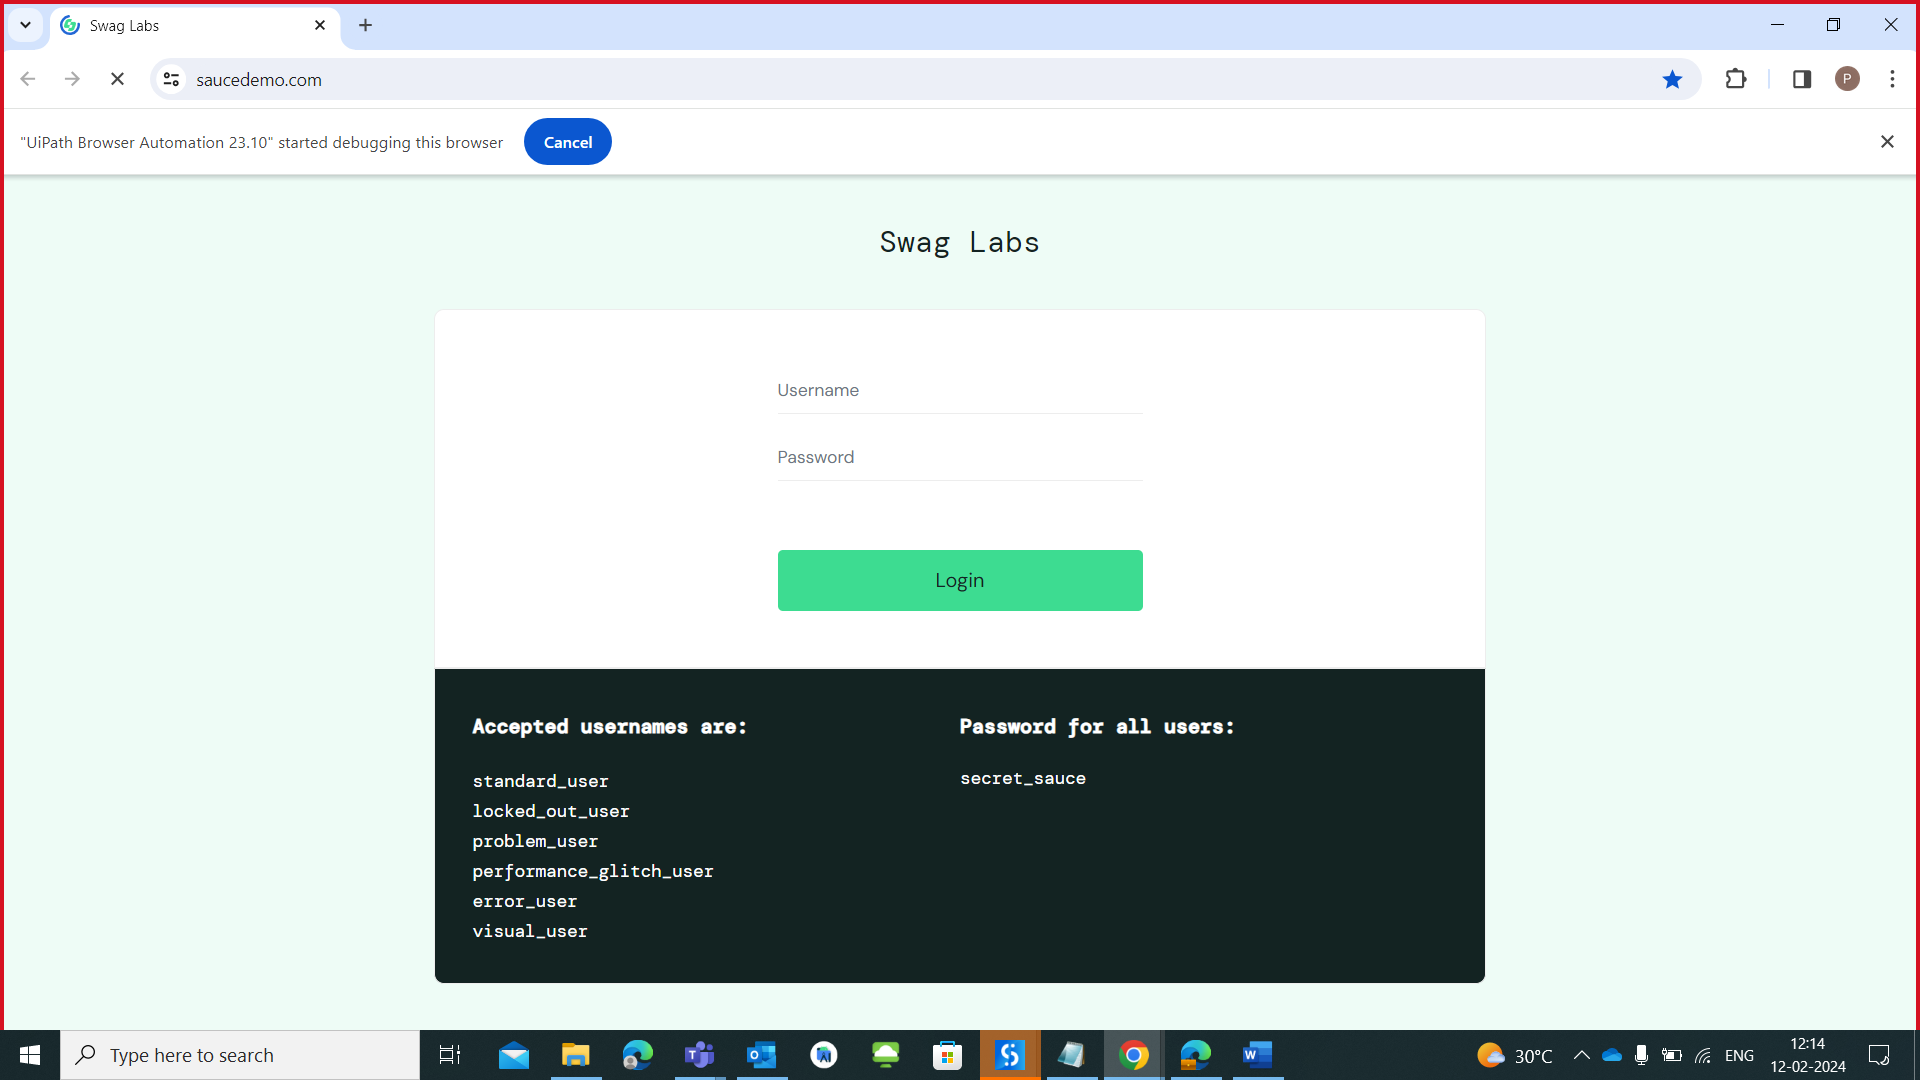 Swag Labs
saucedemo.com
P
"UiPath Browser Automation 23.10" started debugging this browser
Cancel
Swag Labs
Username
Password
Login
Accepted usernames are:
standard_user
locked_out_user
problem_user
performance_glitch_user
error_user
visual_user
Password for all users:
secret_sauce
Type here to search
30°C
ENG
12:14
12-02-2024